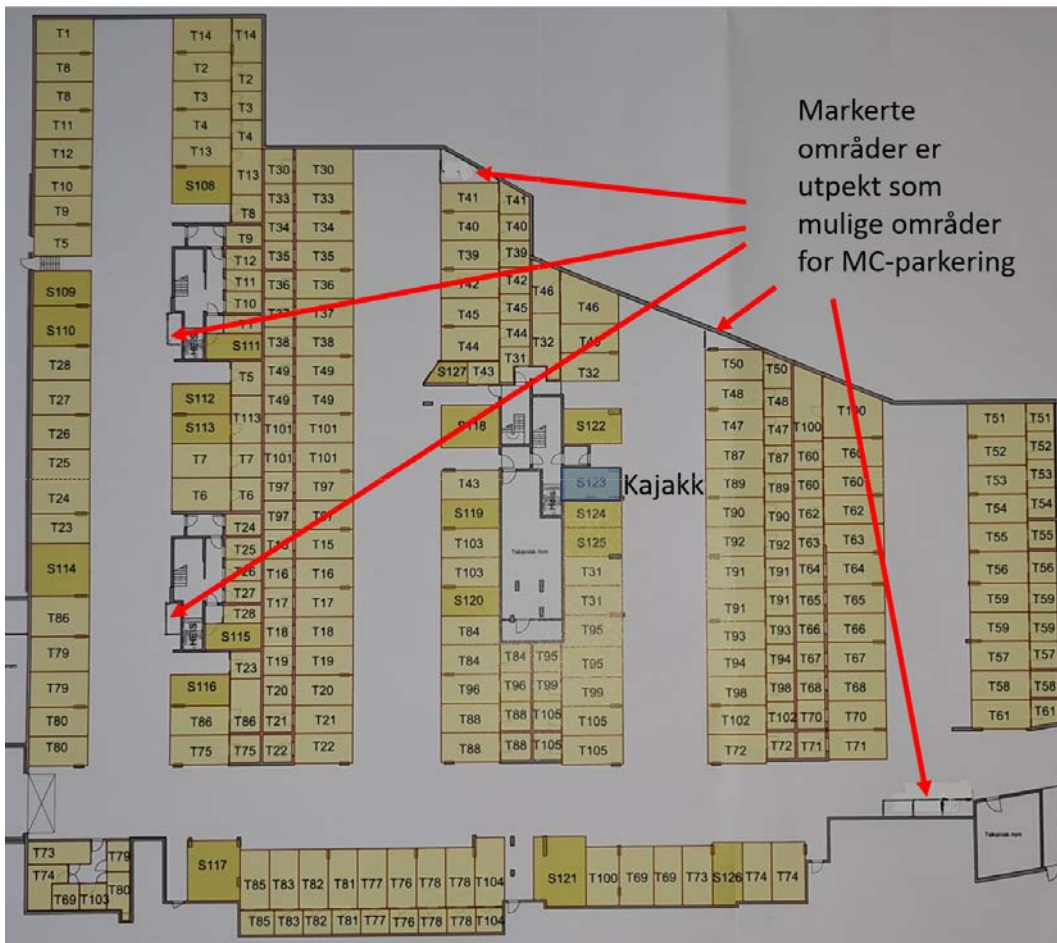 Markerte
områder er
utpekt som
mulige områder
for MC-parkering
T1
T8
T8
T11
T12
T10
T9
T5
S109
S110
T28
T27
T26
T25
T24
T23
S114
T86
T79
T79
T80
T80
T14
T2
T3
T4
T13
S108
T14
T2
T3
T4
T13
T8
T9
T12
T11
T10
S111
Heis
T5
S112
S113
T113
T7
T7
T6
T6
T24
T25
T26
T27
T28
S115
Heis
T23
S116
T86
T86
T75
T75
T30
T33
T34
T35
T36
T37
T38
T49
T49
T101
T101
T97
T97
T16
T17
T18
T19
T20
T21
T22
T30
T33
T34
T35
T36
T37
T38
T49
T49
T101
T101
T97
T15
T16
T17
T18
T19
T20
T21
T22
T41
T40
T39
T42
T45
T44
S127
T43
T41
T40
T39
T42
T45
T44
T31
T46
T32
T46
T32
S118
S122
S123
Kajakk
T43
S119
T103
T103
S120
T84
T84
T96
T88
T88
Teknisk rom
Heis
T84
T96
T88
T88
T95
T99
T105
T105
S124
S125
T31
T31
T95
T95
T99
T105
T105
T50
T48
T47
T87
T89
T90
T92
T91
T91
T93
T94
T98
T102
T72
T50
T48
T47
T87
T89
T90
T92
T91
T93
T94
T98
T102
T72
T100
T60
T60
T62
T63
T64
T65
T66
T67
T68
T70
T71
T100
T60
T60
T62
T63
T64
T65
T66
T67
T68
T70
T71
T51
T52
T53
T54
T55
T56
T59
T59
T57
T58
T61
T51
T52
T53
T54
T55
T56
T59
T59
T57
T58
T61
Teknisk rom
T73
T79
T74
T69
T103
T80
S117
T85
T83
T82
T81
T77
T76
T78
T78
T104
T85
T83
T82
T81
T77
T76
T78
T78
T104
S121
T100
T69
T69
T73
S126
T74
T74